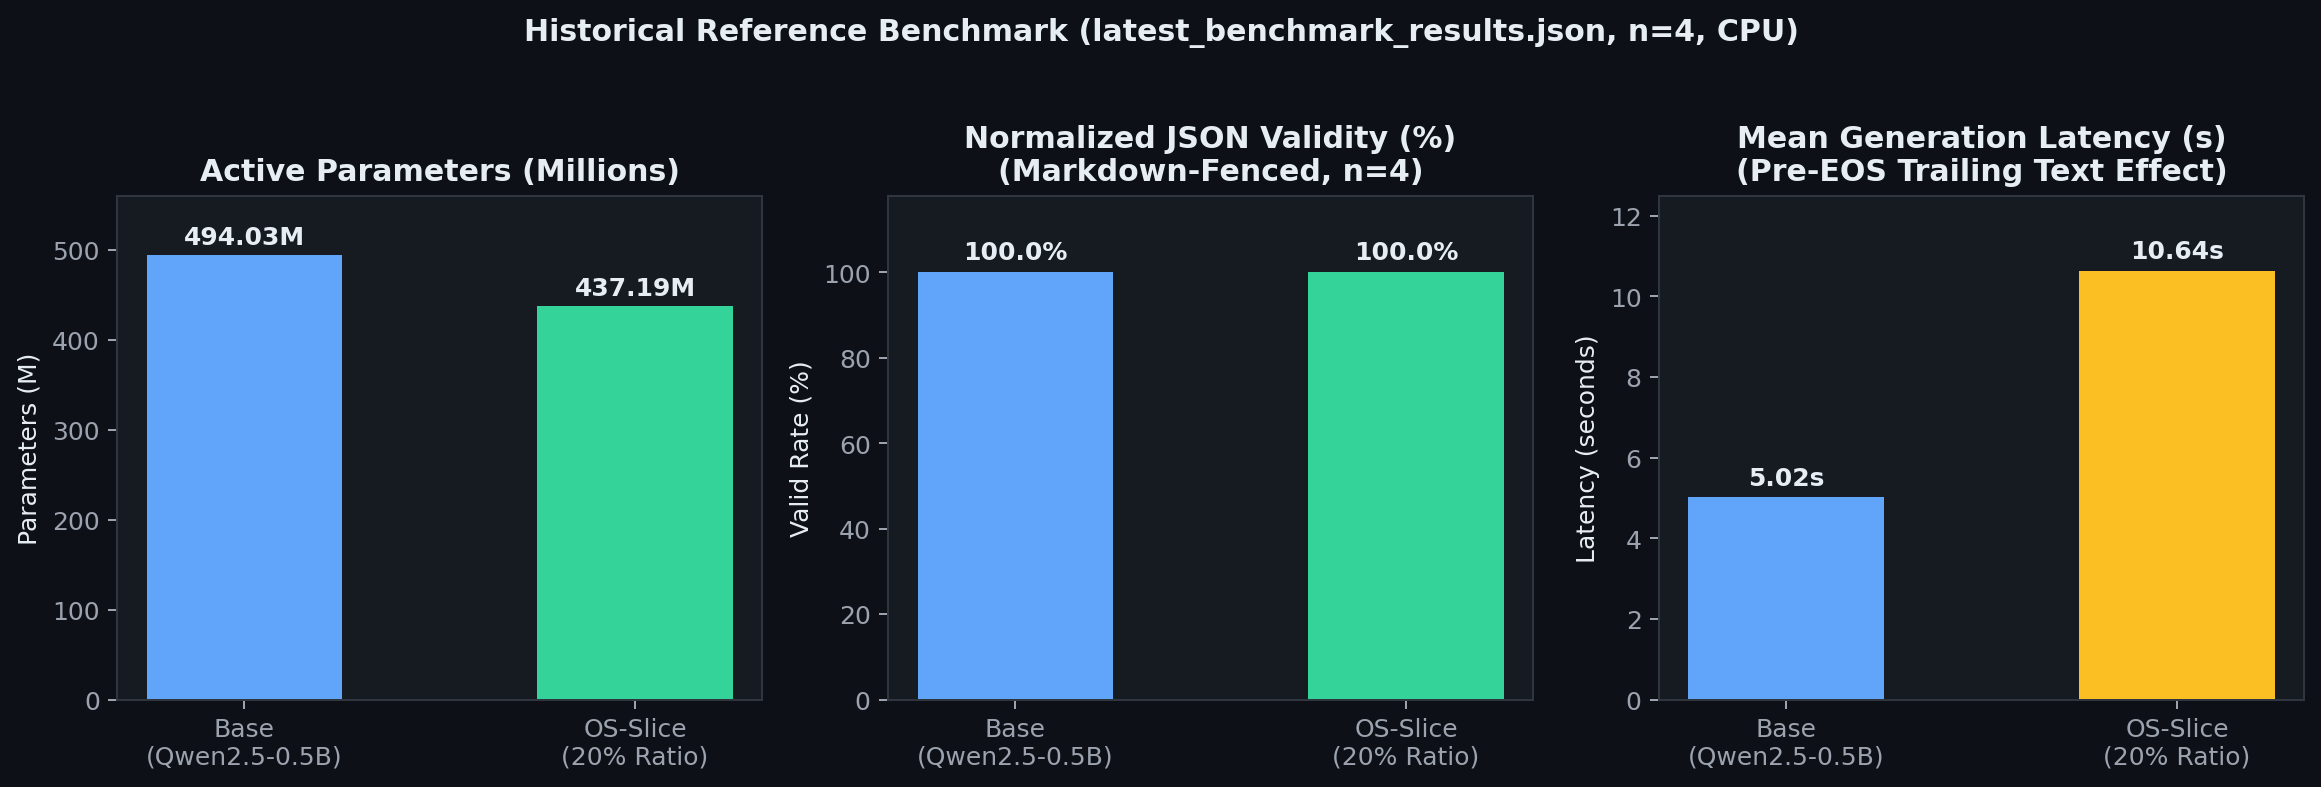 Historical Reference Benchmark (latest_benchmark_results.json, n=4, CPU)
Active Parameters (Millions)
Parameters (M)
500
400
300
200
100
0
494.03M
437.19M
Base
(Qwen2.5-0.5B)
OS-Slice
(20% Ratio)
Normalized JSON Validity (%)
(Markdown-Fenced, n=4)
Valid Rate (%)
100
80
60
40
20
0
100.0%
100.0%
Base
(Qwen2.5-0.5B)
OS-Slice
(20% Ratio)
Mean Generation Latency (s)
(Pre-EOS Trailing Text Effect)
Latency (seconds)
12
10
8
6
4
2
0
5.02s
10.64s
Base
(Qwen2.5-0.5B)
OS-Slice
(20% Ratio)